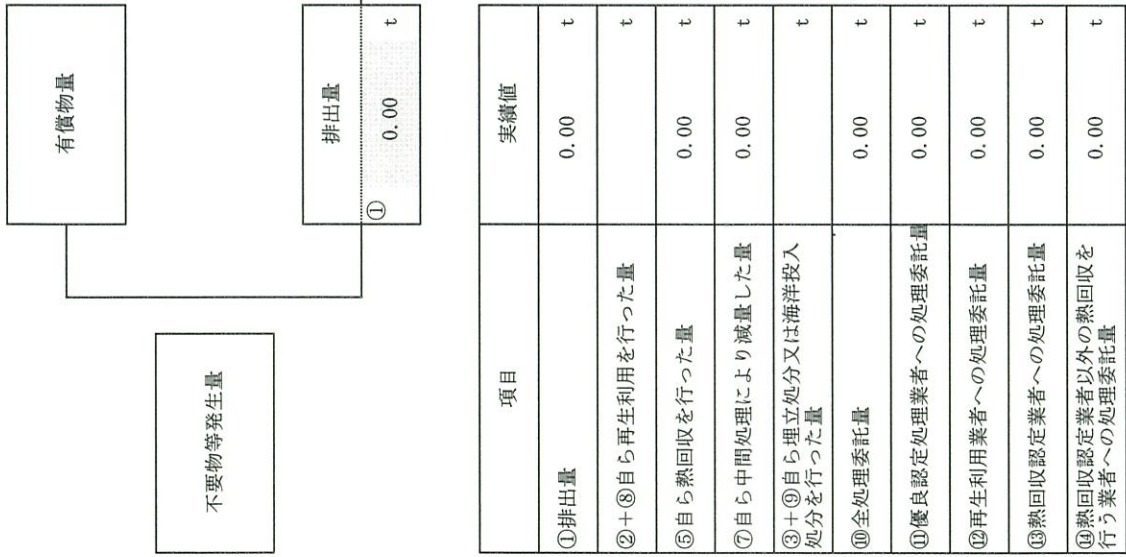 不要物等発生量
有償物量
排出量
① 0.00 t
項目 実績値
①排出量 0.00 t
②+⑧自ら再生利用を行った量 t
⑤自ら熱回収を行った量 0.00 t
⑦自ら中間処理により減量した量 0.00 t
③+⑨自ら埋立処分又は海洋投入
処分を行った量 t
⑩全処理委託量 0.00 t
⑪優良認定処理業者への処理委託量 0.00 t
⑫再生利用業者への処理委託量 0.00 t
⑬熱回収認定業者への処理委託量 0.00 t
⑭熱回収認定業者以外の熱回収を
行う業者への処理委託量 0.00 t